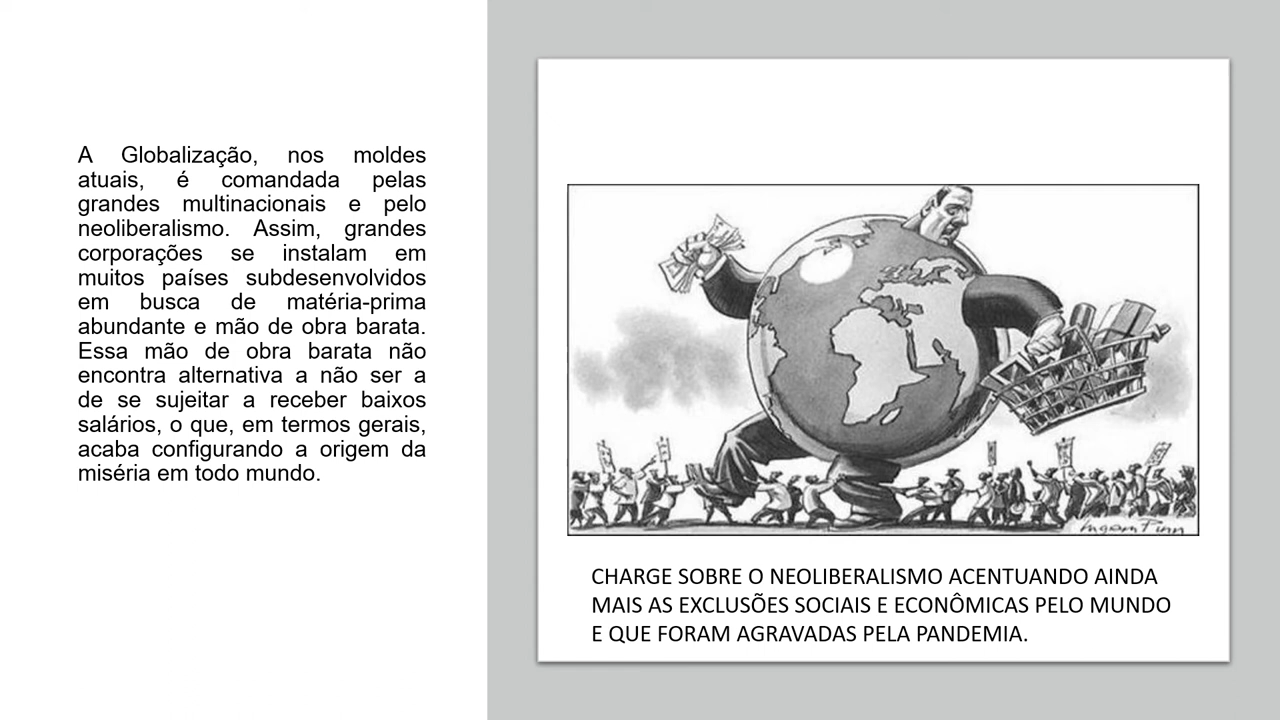 A Globalização, nos moldes
atuais, é comandada pelas
grandes multinacionais e pelo
neoliberalismo. Assim, grandes
corporações se instalam em
muitos países subdesenvolvidos
em busca de matéria-prima
abundante e mão de obra barata.
Essa mão de obra barata não
encontra alternativa a não ser a
de se sujeitar a receber baixos
salários, o que, em termos gerais,
acaba configurando a origem da
miséria em todo mundo.
Ingram Pinn
CHARGE SOBRE O NEOLIBERALISMO ACENTUANDO AINDA
MAIS AS EXCLUSÕES SOCIAIS E ECONÔMICAS PELO MUNDO
E QUE FORAM AGRAVADAS PELA PANDEMIA.